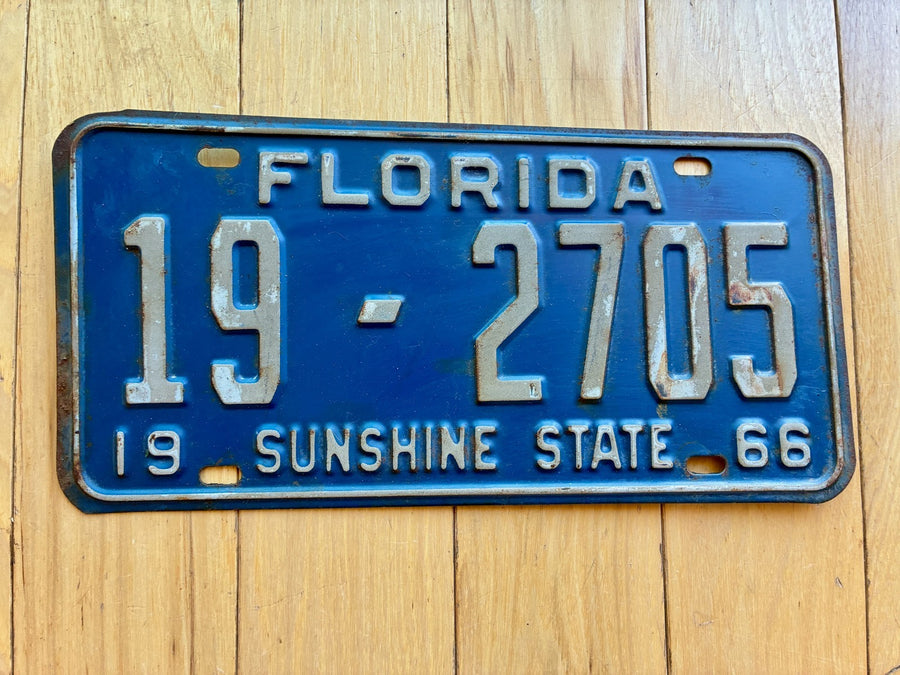 FLORIDA
19-2705
19 SUNSHINE STATE 66